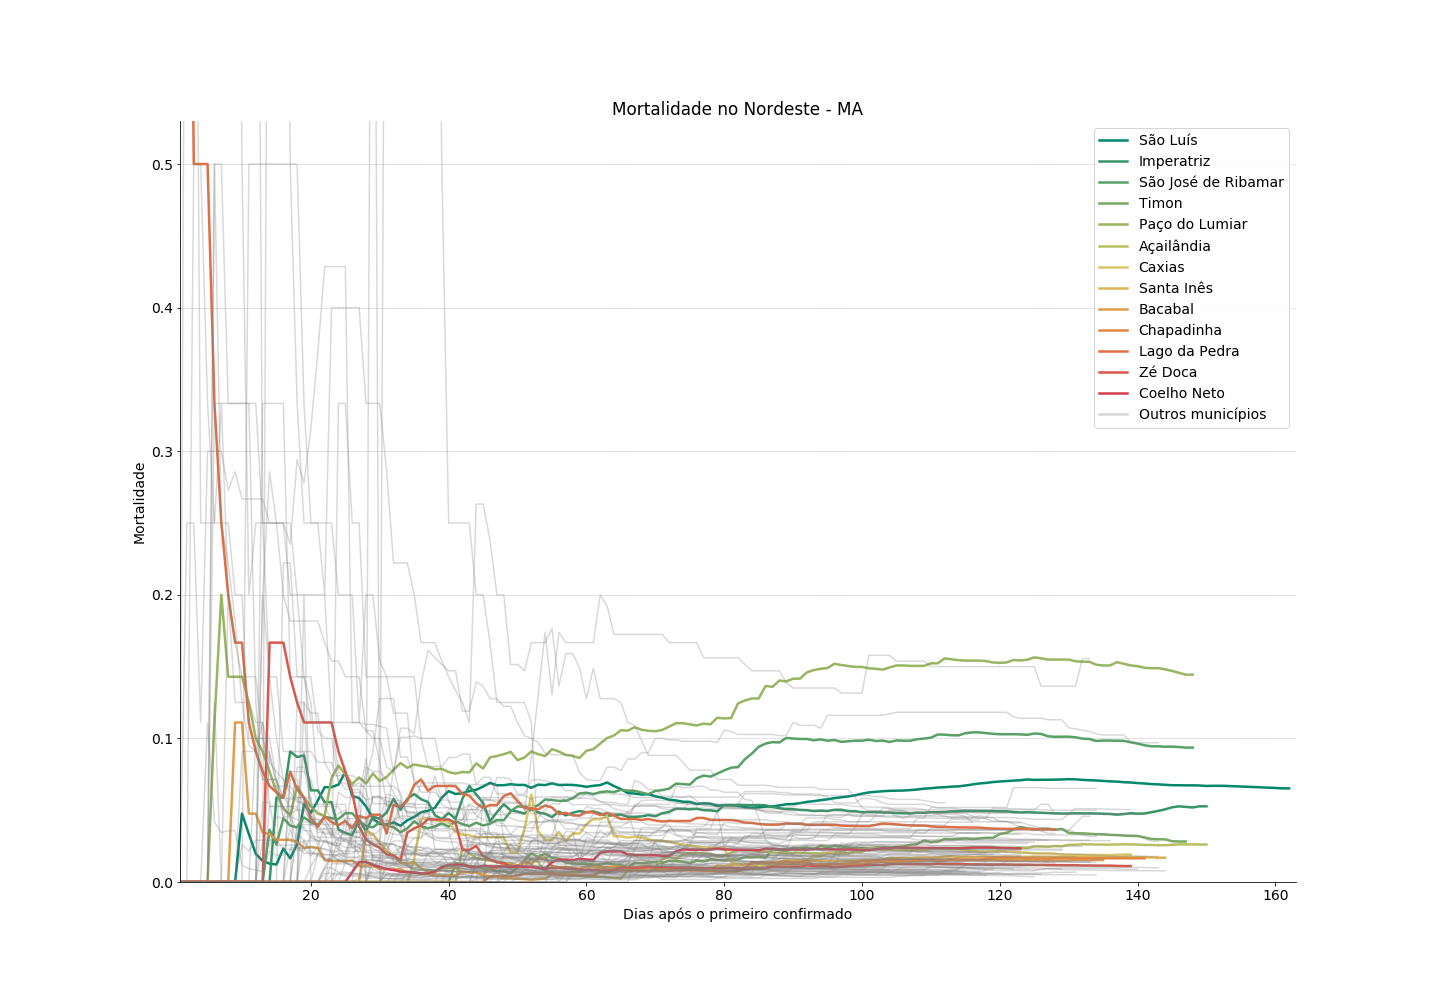 Mortalidade no Nordeste - MA
São Luís
Imperatriz
São José de Ribamar
Timon
Paço do Lumiar
Açailândia
Caxias
Santa Inês
Bacabal
Chapadinha
Lago da Pedra
Zé Doca
Coelho Neto
Outros municípios
Mortalidade
0.5
0.4
0.3
0.2
0.1
0.0
20 40 60 80 100 120 140 160
Dias após o primeiro confirmado